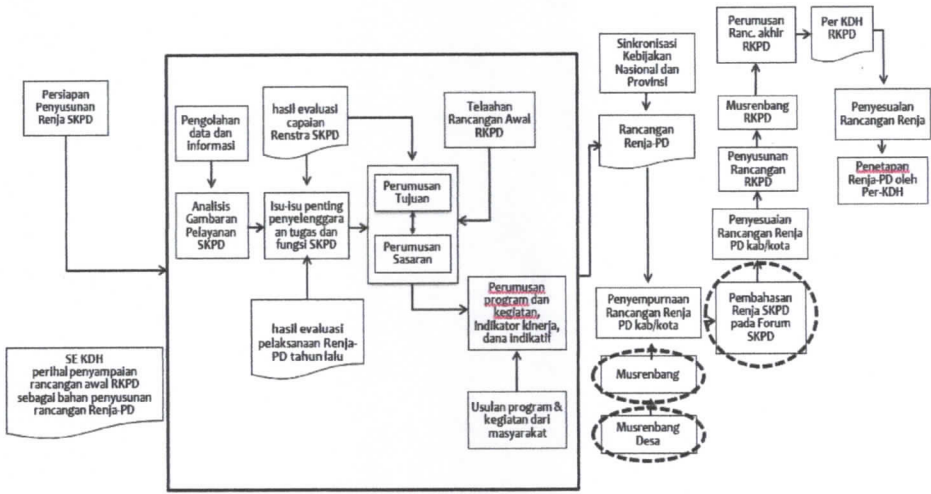 Persiapan
Penyusunan
Renja SKPD
SE KDH
perihal penyampaian
rancangan awal RKPD
sebagai bahan penyusunan
rancangan Renja-PD
Pengolahan
data dan
informasi
hasil evaluasi
capaian
Renstra SKPD
Telaahan
Rancangan Awal
RKPD
Analisis
Gambaran
Pelayanan
SKPD
Isu-isu penting
penyelenggara
an tugas dan
fungsi SKPD
Perumusan
Tujuan
Perumusan
Sasaran
hasil evaluasi
pelaksanaan Renja-
PD tahun lalu
Perumusan
program dan
kegiatan,
Indikator kinerja,
dana indikatif
Usulan program &
kegiatan dari
masyarakat
Sinkronisasi
Kebijakan
Nasional dan
Provinsi
Rancangan
Renja-PD
Penyempurnaan
Rancangan Renja
PD kab/kota
Musrenbang
Musrenbang
Desa
Perumusan
Ranc. akhir
RKPD
Musrenbang
RKPD
Penyusunan
Rancangan
RKPD
Penyesuaian
Rancangan Renja
PD kab/kota
Pembahasan
Renja SKPD
pada Forum
SKPD
Per KDH
RKPD
Penyesuaian
Rancangan Renja
Penetapan
Renja-PD oleh
Per-KDH